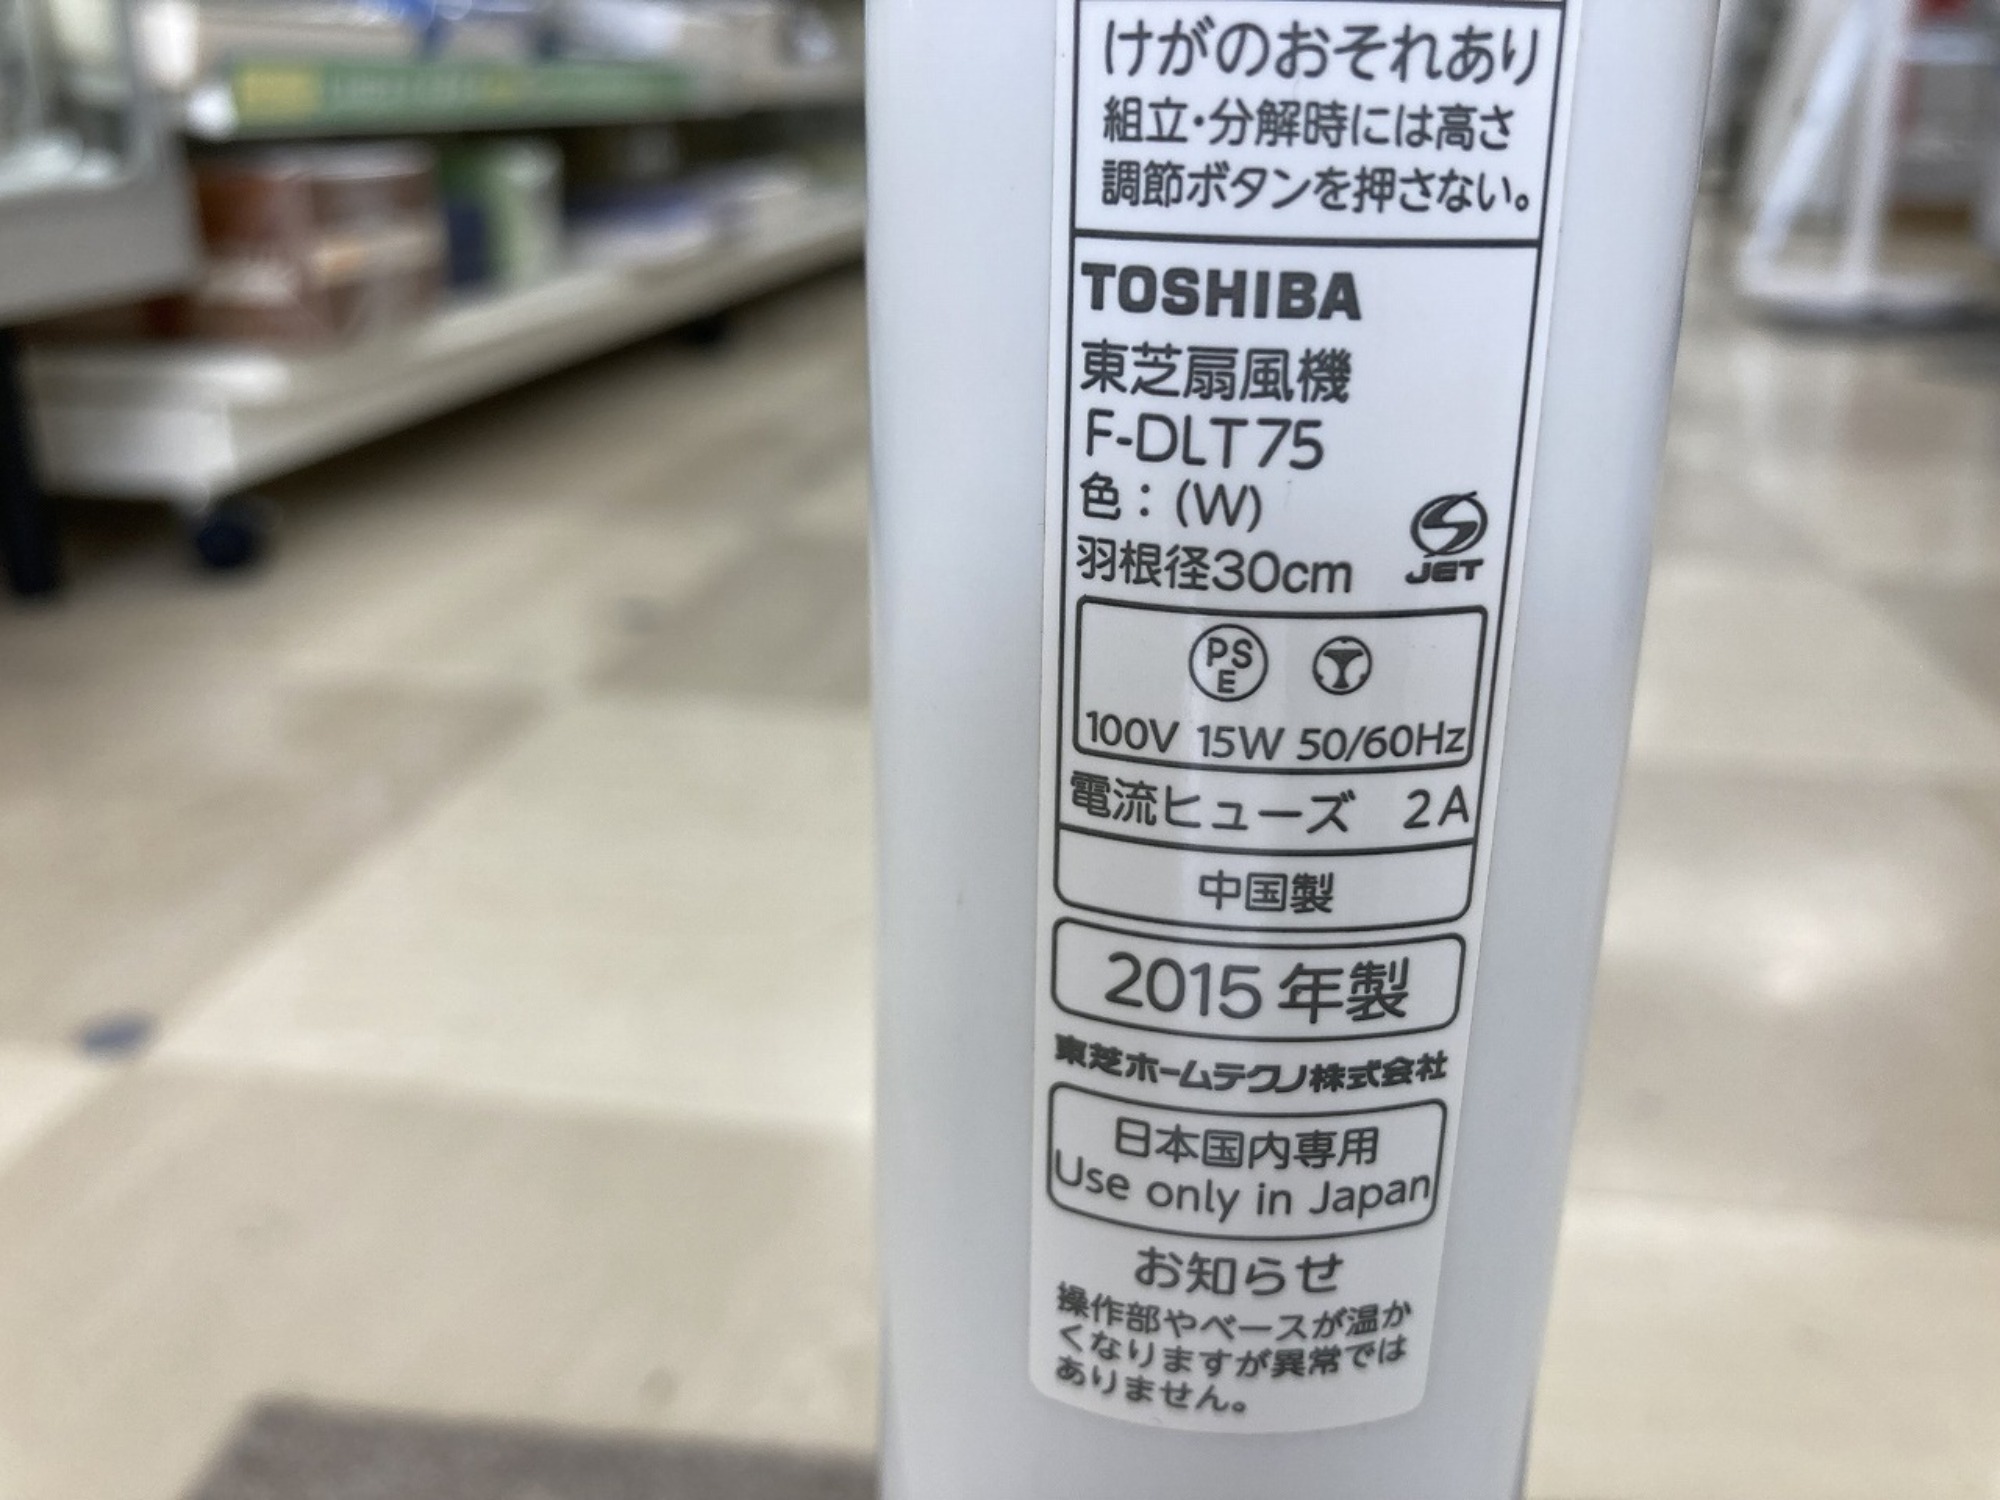 けがのおそれあり
組立・分解時には高さ
調節ボタンを押さない。
TOSHIBA
東芝扇風機
F-DLT75
色：(W)
羽根径30cm
JET
PS
E
T
100V 15W 50/60Hz
電流ヒューズ 2A
中国製
2015年製
東芝ホームテクノ株式会社
日本国内専用
Use only in Japan
お知らせ
操作部やベースが温か
くなりますが異常では
ありません。